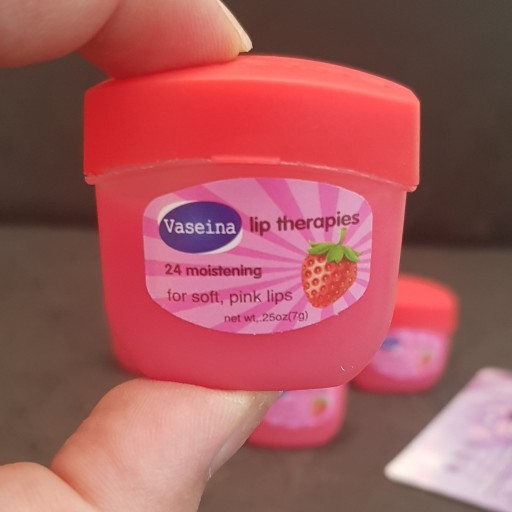 Vaseina lip therapies
24 moistening
for soft, pink lips
net wt,.25oz(7g)